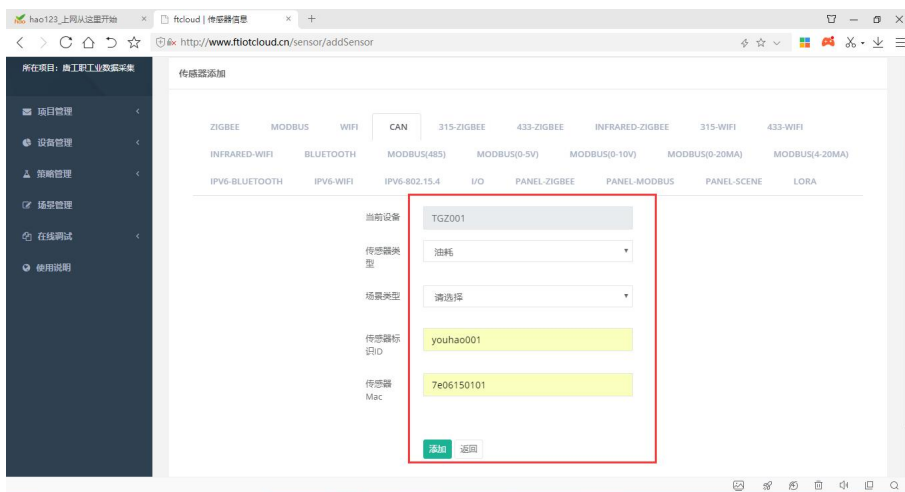 hao123_上网从这里开始
ftcloud | 传感器信息
http://www.ftiotcloud.cn/sensor/addSensor
所在项目：唐工职工业数据采集
项目管理
设备管理
策略管理
场景管理
在线调试
使用说明
传感器添加
ZIGBEE MODBUS WIFI CAN 315-ZIGBEE 433-ZIGBEE INFRARED-ZIGBEE 315-WIFI 433-WIFI
INFRARED-WIFI BLUETOOTH MODBUS(485) MODBUS(0-5V) MODBUS(0-10V) MODBUS(0-20MA) MODBUS(4-20MA)
IPV6-BLUETOOTH IPV6-WIFI IPV6-802.15.4 I/O PANEL-ZIGBEE PANEL-MODBUS PANEL-SCENE LORA
当前设备 TGZ001
传感器类
型
油耗
场景类型 请选择
传感器标
识ID
youhao001
传感器
Mac
7e06150101
添加 返回